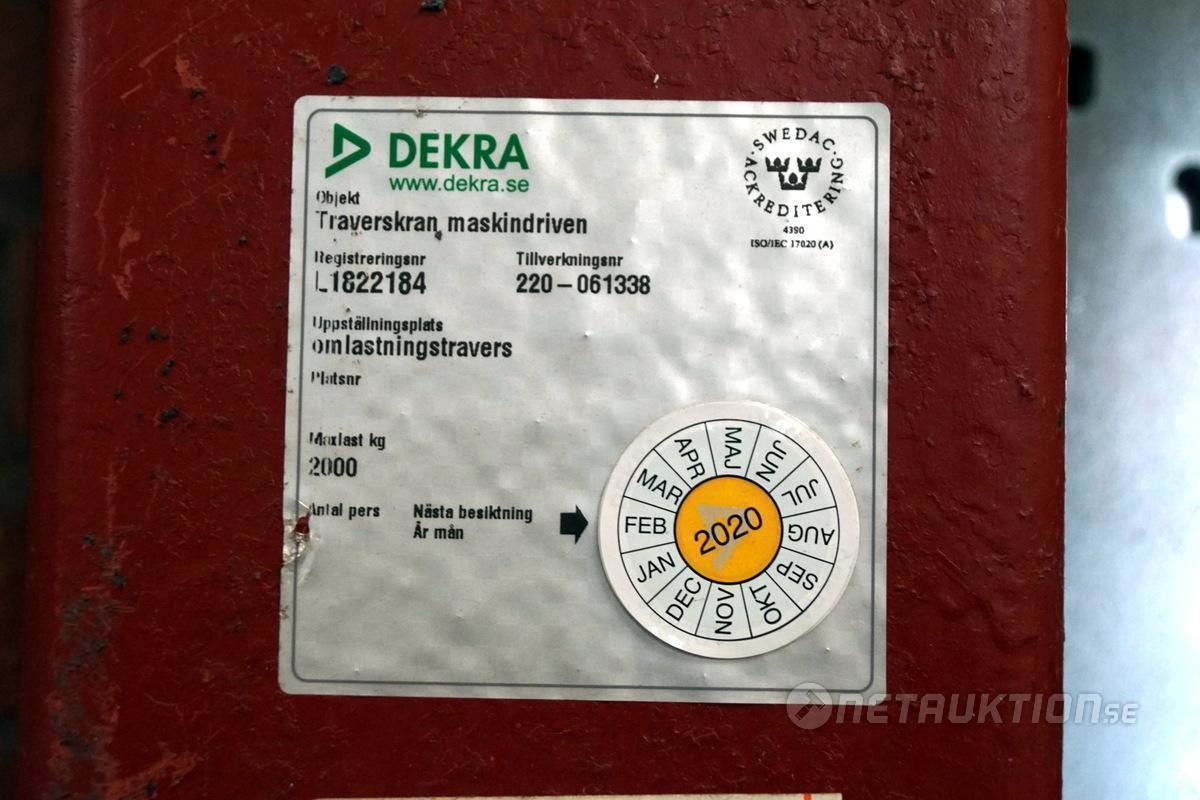 DEKRA
www.dekra.se
SWEDAC · ACKREDITERING ·
4390
ISO/IEC 17020 (A)
Objekt
Traverskran, maskindriven
Registreringsnr Tillverkningsnr
L1822184 220-061338
Uppställningsplats
omlastningstravers
Platsnr
Maxlast kg
2000
Antal pers Nästa besiktning
År mån
JAN
FEB
MAR
APR
MAJ
JUN
JUL
AUG
SEP
OKT
NOV
DEC
2020
NETAUKTION.SE